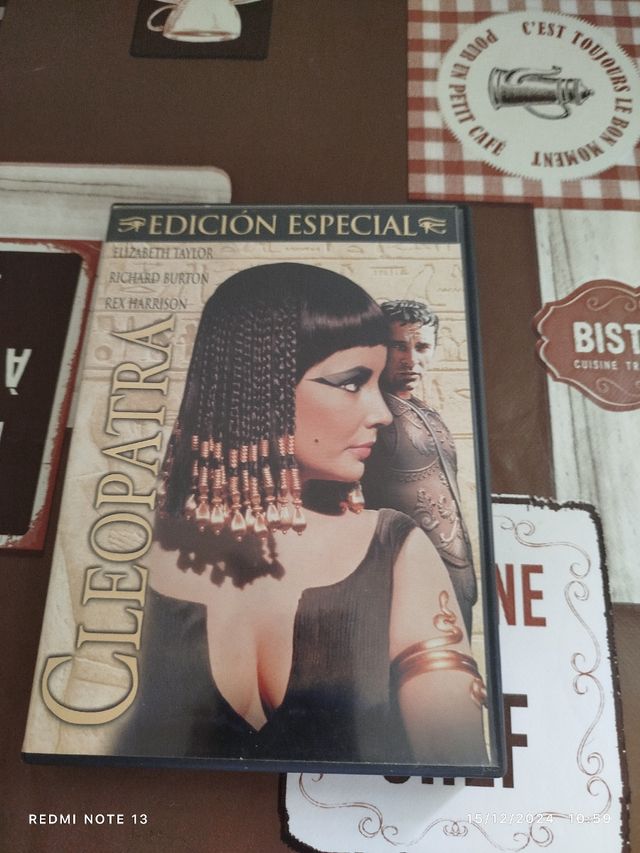 C'EST TOUJOURS LE BON MOMENT
POUR UN PETIT CAFÉ
EDICIÓN ESPECIAL
ELIZABETH TAYLOR
RICHARD BURTON
REX HARRISON
CLEOPATRA
BIST
CUISINE TR
À
NE
REDMI NOTE 13
15/12/2024 10:59